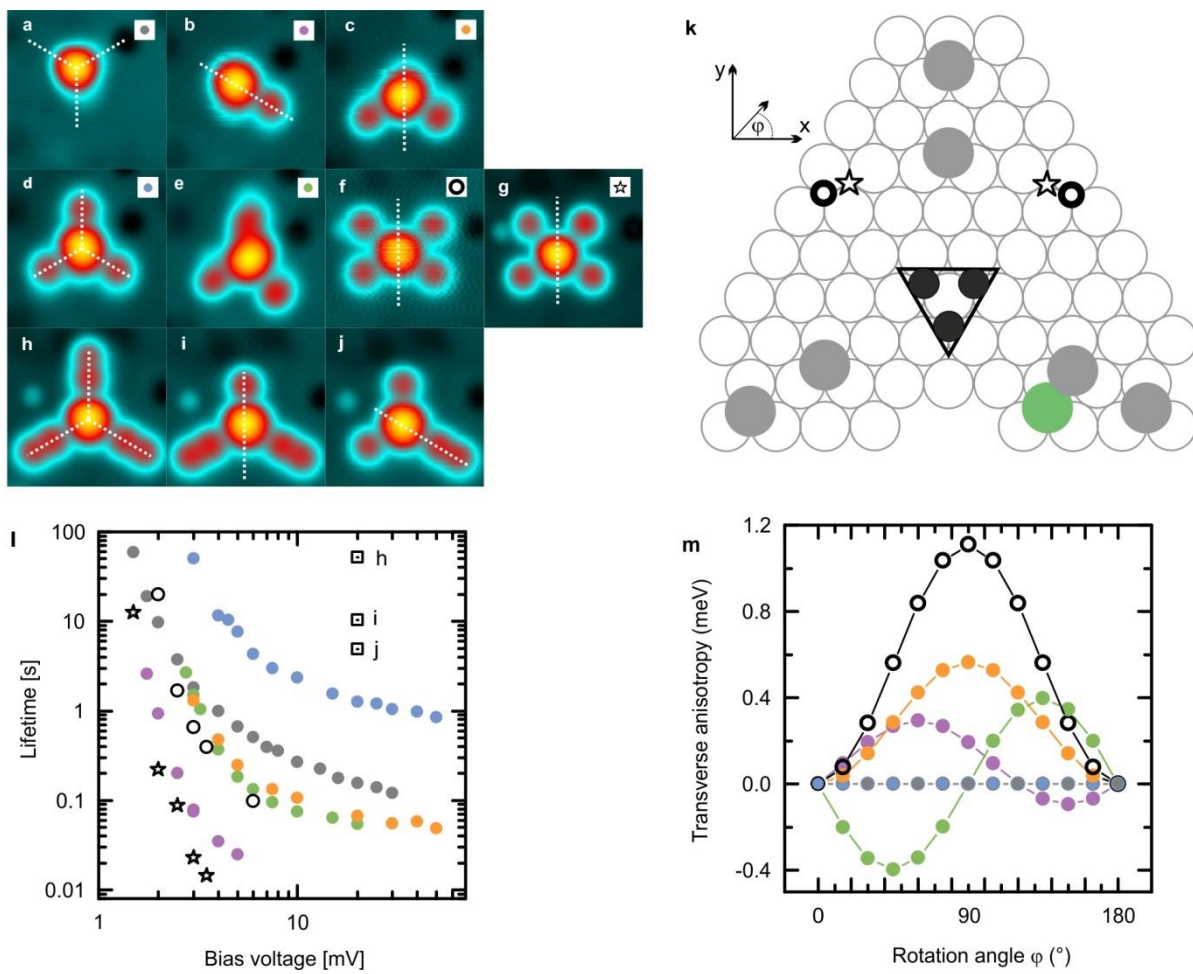 a
b
c
d
e
f
g
h
i
j
k
y
φ
x
l
100
10
1
0.1
0.01
Lifetime [s]
h
i
j
1
10
Bias voltage [mV]
m
1.2
0.8
0.4
0.0
-0.4
Transverse anisotropy (meV)
0
90
180
Rotation angle φ (°)